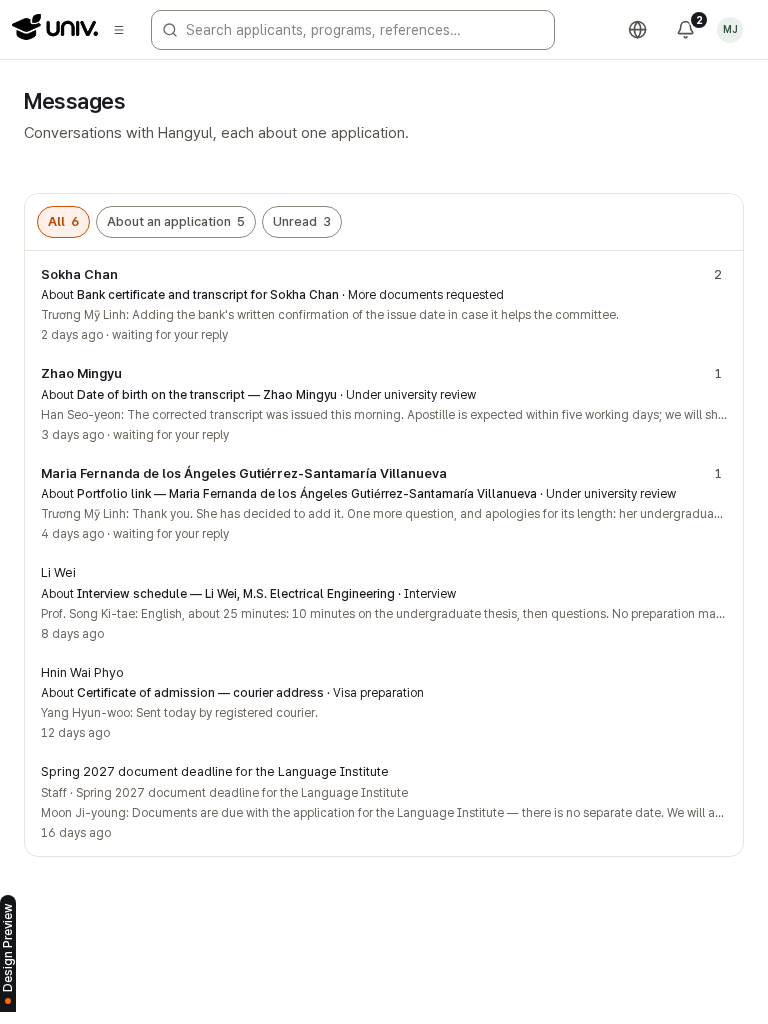 UNIV.
Search applicants, programs, references...
2
MJ
Messages
Conversations with Hangyul, each about one application.
All 6
About an application 5
Unread 3
Sokha Chan 2
About Bank certificate and transcript for Sokha Chan · More documents requested
Trương Mỹ Linh: Adding the bank's written confirmation of the issue date in case it helps the committee.
2 days ago · waiting for your reply
Zhao Mingyu 1
About Date of birth on the transcript — Zhao Mingyu · Under university review
Han Seo-yeon: The corrected transcript was issued this morning. Apostille is expected within five working days; we will sh...
3 days ago · waiting for your reply
Maria Fernanda de los Ángeles Gutiérrez-Santamaría Villanueva 1
About Portfolio link — Maria Fernanda de los Ángeles Gutiérrez-Santamaría Villanueva · Under university review
Trương Mỹ Linh: Thank you. She has decided to add it. One more question, and apologies for its length: her undergradua...
4 days ago · waiting for your reply
Li Wei
About Interview schedule — Li Wei, M.S. Electrical Engineering · Interview
Prof. Song Ki-tae: English, about 25 minutes: 10 minutes on the undergraduate thesis, then questions. No preparation ma...
8 days ago
Hnin Wai Phyo
About Certificate of admission — courier address · Visa preparation
Yang Hyun-woo: Sent today by registered courier.
12 days ago
Spring 2027 document deadline for the Language Institute
Staff · Spring 2027 document deadline for the Language Institute
Moon Ji-young: Documents are due with the application for the Language Institute — there is no separate date. We will a...
16 days ago
Design Preview